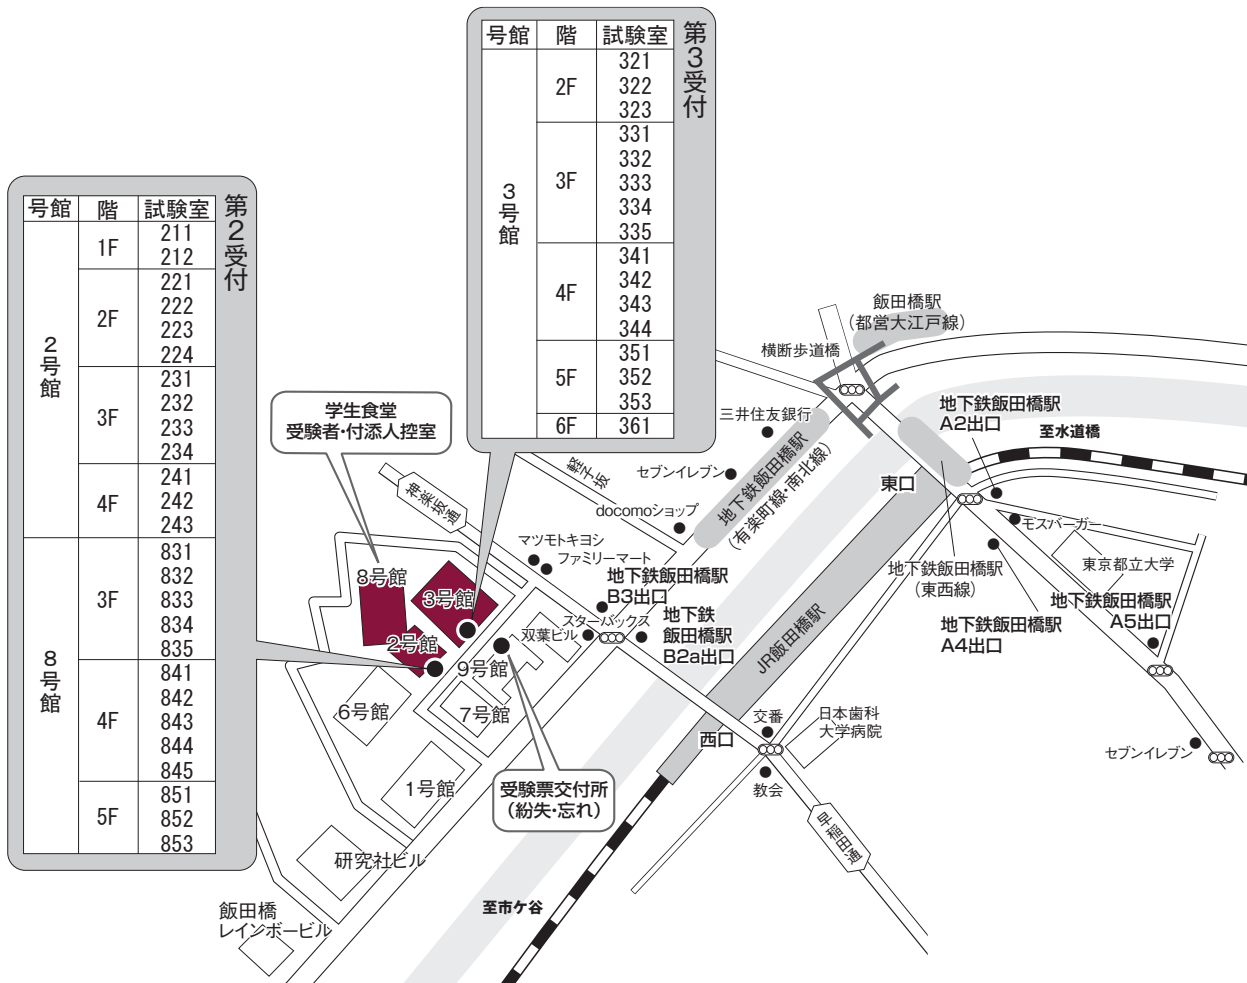 第3受付
号館 階 試験室
3号館
2F
321
322
323
3F
331
332
333
334
335
4F
341
342
343
344
5F
351
352
353
6F 361
第2受付
号館 階 試験室
2号館
1F
211
212
2F
221
222
223
224
3F
231
232
233
234
4F
241
242
243
8号館
3F
831
832
833
834
835
4F
841
842
843
844
845
5F
851
852
853
学生食堂
受験者・付添人控室
飯田橋駅
(都営大江戸線)
横断歩道橋
三井住友銀行
地下鉄飯田橋駅
A2出口
至水道橋
軽子坂
セブンイレブン
地下鉄飯田橋駅
(有楽町線・南北線)
東口
神楽坂通
docomoショップ
モスバーガー
マツモトキヨシ
ファミリーマート
地下鉄飯田橋駅
(東西線)
東京都立大学
8号館
3号館
地下鉄飯田橋駅
B3出口
地下鉄飯田橋駅
A5出口
スターバックス
地下鉄
飯田橋駅
B2a出口
地下鉄飯田橋駅
A4出口
双葉ビル
2号館
9号館
JR飯田橋駅
6号館
7号館
交番
日本歯科
大学病院
西口
セブンイレブン
1号館
受験票交付所
(紛失・忘れ)
教会
早稲田通
研究社ビル
至市ケ谷
飯田橋
レインボービル